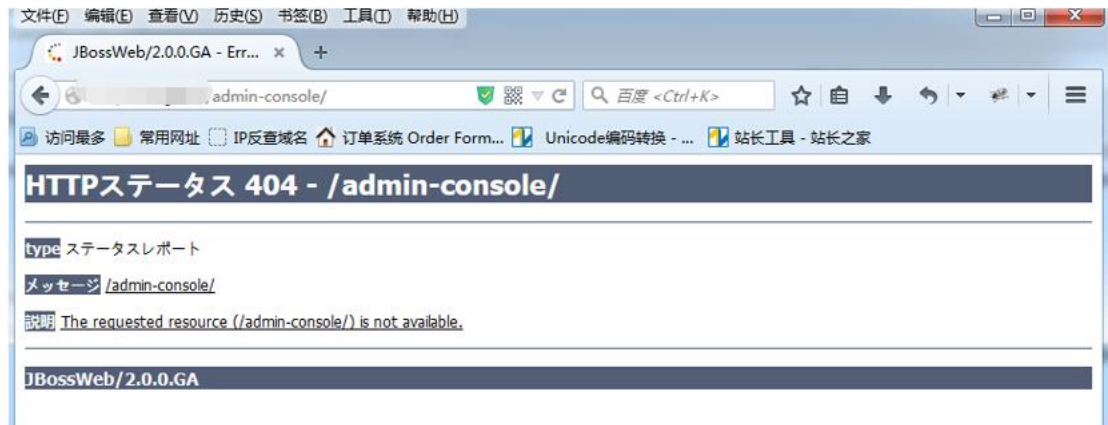 文件(F) 编辑(E) 查看(V) 历史(S) 书签(B) 工具(T) 帮助(H)
JBossWeb/2.0.0.GA - Err... × +
/admin-console/ 百度 <Ctrl+K>
访问最多 常用网址 IP反查域名 订单系统 Order Form... Unicode编码转换 - ... 站长工具 - 站长之家
HTTPステータス 404 - /admin-console/
type ステータスレポート
メッセージ /admin-console/
説明 The requested resource (/admin-console/) is not available.
JBossWeb/2.0.0.GA